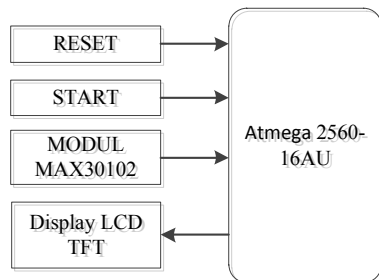 RESET
START
MODUL
MAX30102
Display LCD
TFT
Atmega 2560-
16AU